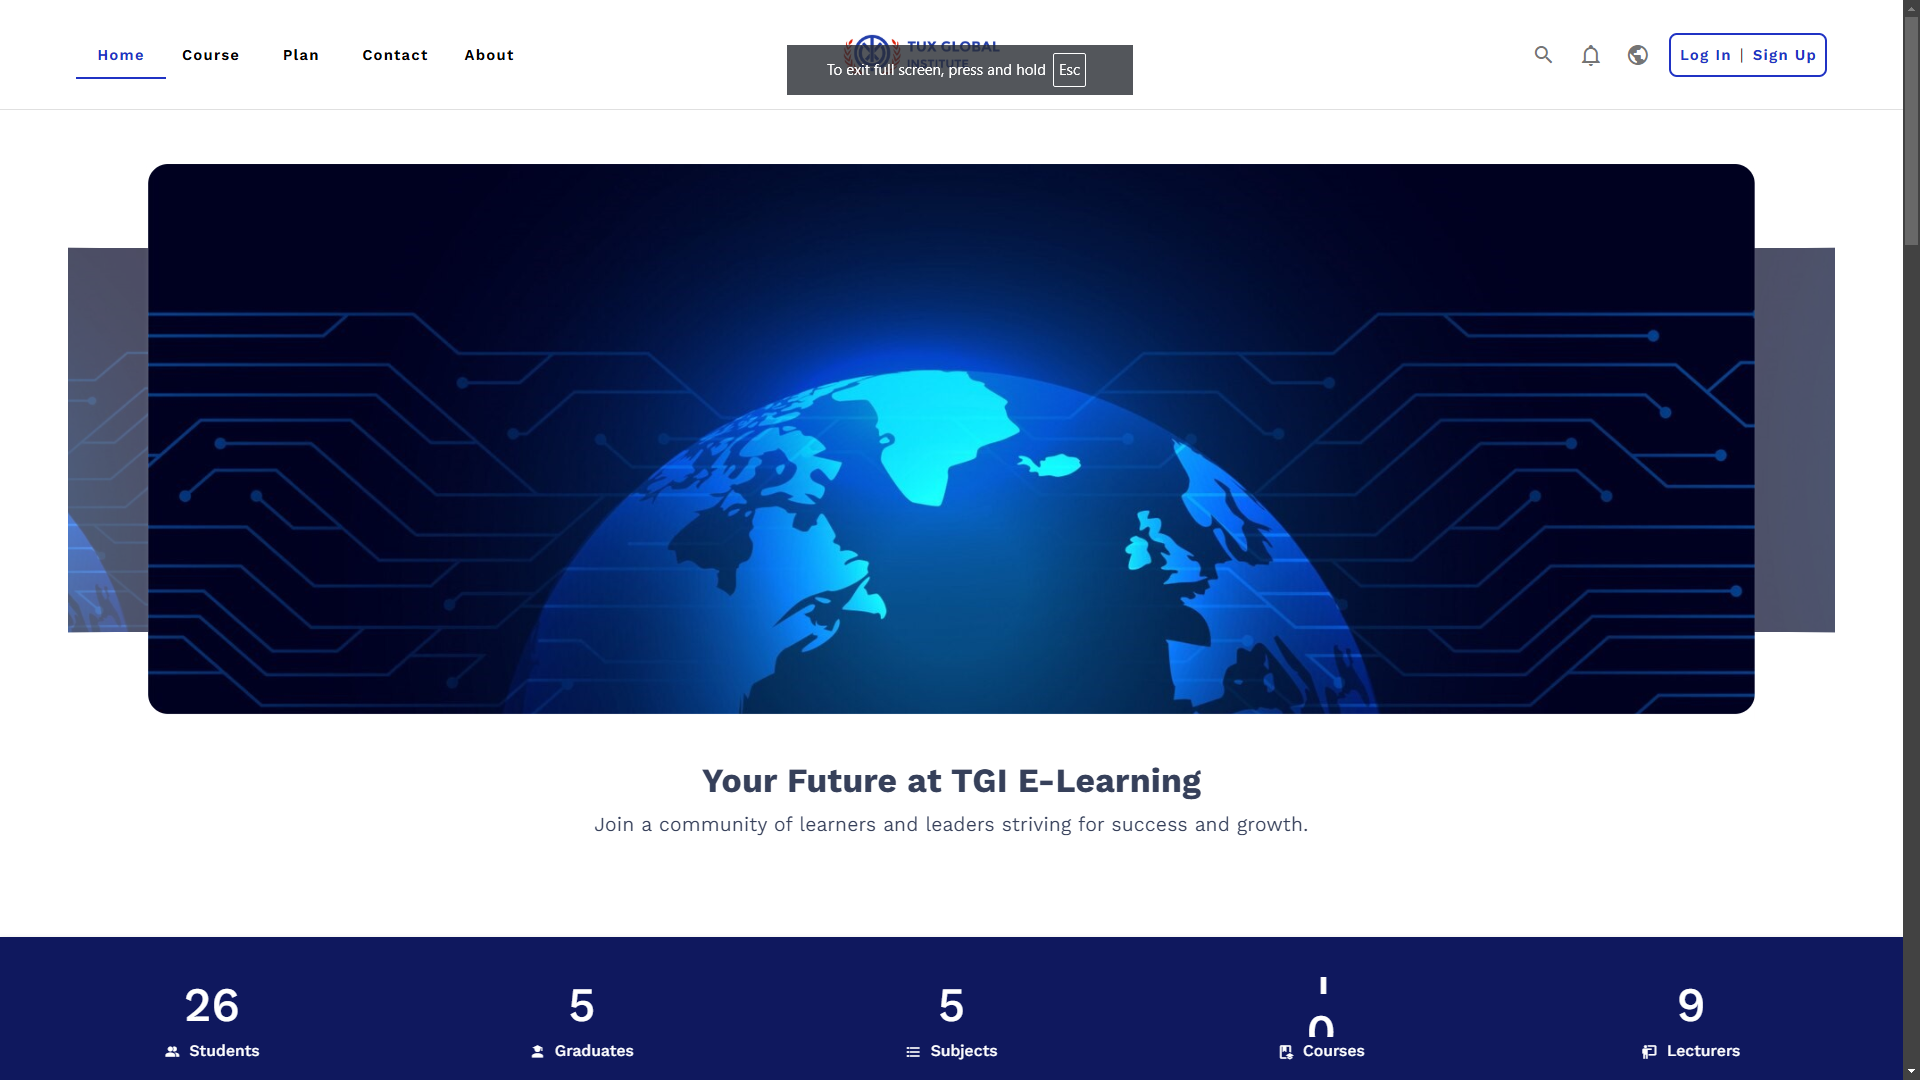 Home
Course
Plan
Contact
About
TUX GLOBAL
INSTITUTE
To exit full screen, press and hold Esc
Log In | Sign Up
Your Future at TGI E-Learning
Join a community of learners and leaders striving for success and growth.
26
Students
5
Graduates
5
Subjects
Courses
9
Lecturers